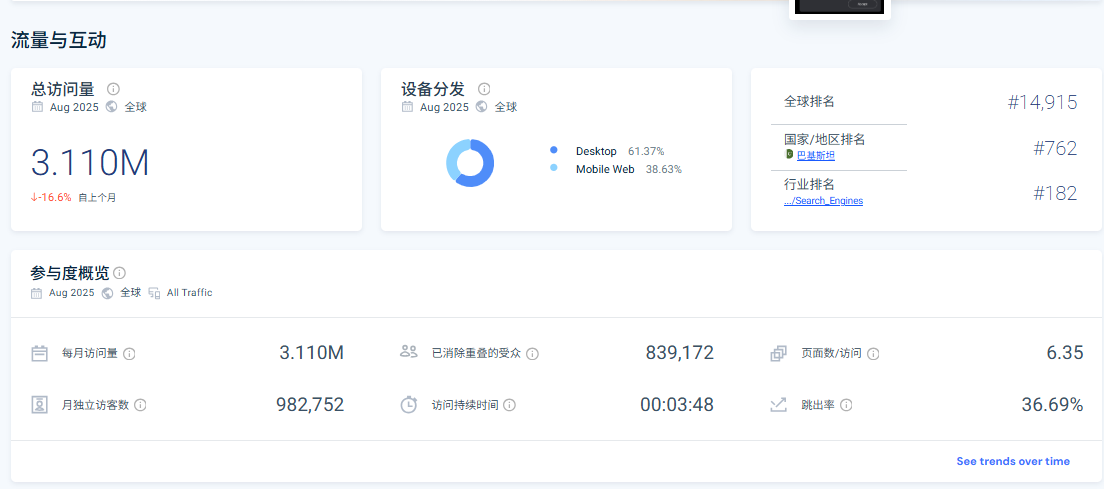 流量与互动
总访问量
Aug 2025 全球
3.110M
↓-16.6% 自上个月
设备分发
Aug 2025 全球
Desktop 61.37%
Mobile Web 38.63%
全球排名 #14,915
国家/地区排名
巴基斯坦
#762
行业排名
.../Search_Engines
#182
参与度概览
Aug 2025 全球 All Traffic
每月访问量 3.110M
已消除重叠的受众 839,172
页面数/访问 6.35
月独立访客数 982,752
访问持续时间 00:03:48
跳出率 36.69%
See trends over time